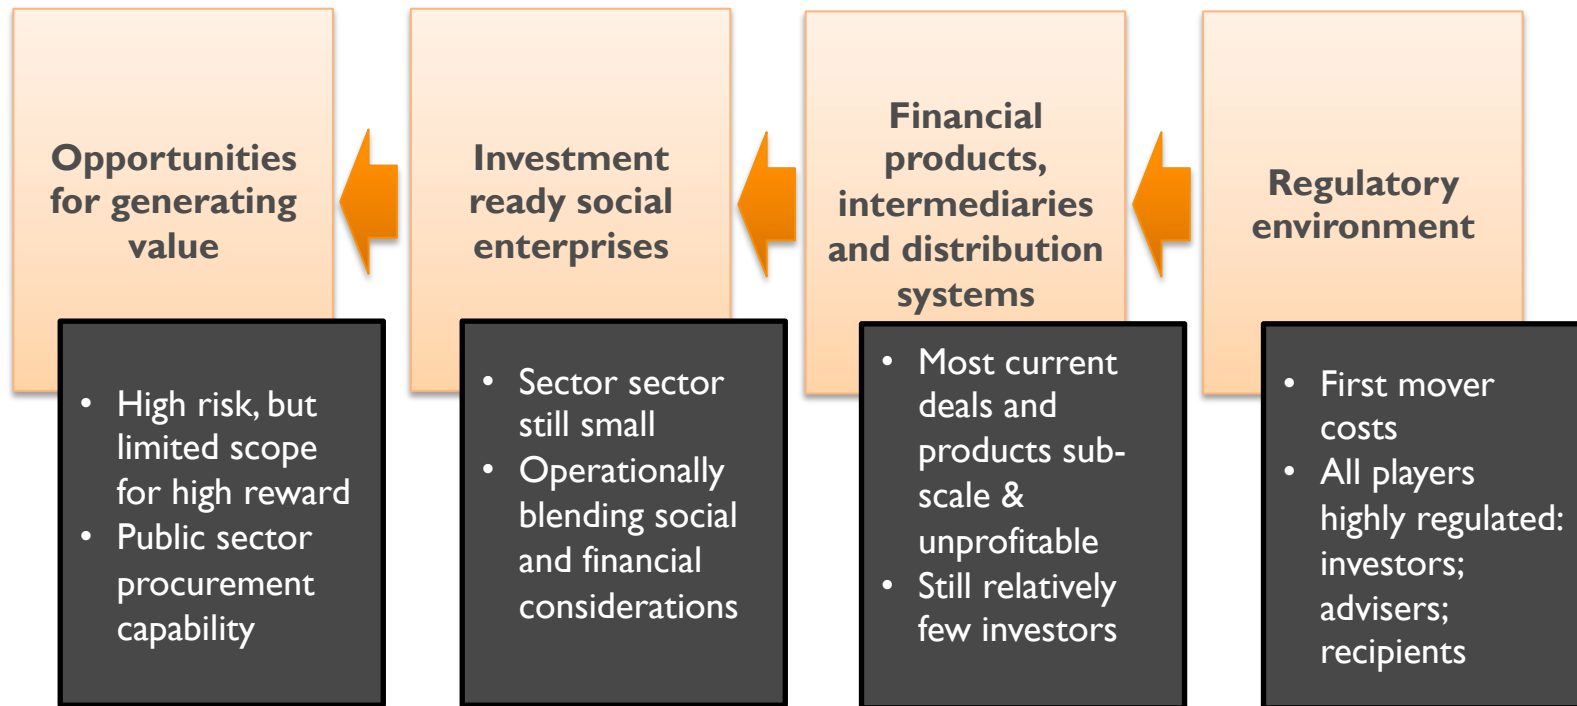 Opportunities
for generating
value
• High risk, but
limited scope
for high reward
• Public sector
procurement
capability
Investment
ready social
enterprises
• Sector sector
still small
• Operationally
blending social
and financial
considerations
Financial
products,
intermediaries
and distribution
systems
• Most current
deals and
products sub-
scale &
unprofitable
• Still relatively
few investors
Regulatory
environment
• First mover
costs
• All players
highly regulated:
investors;
advisers;
recipients